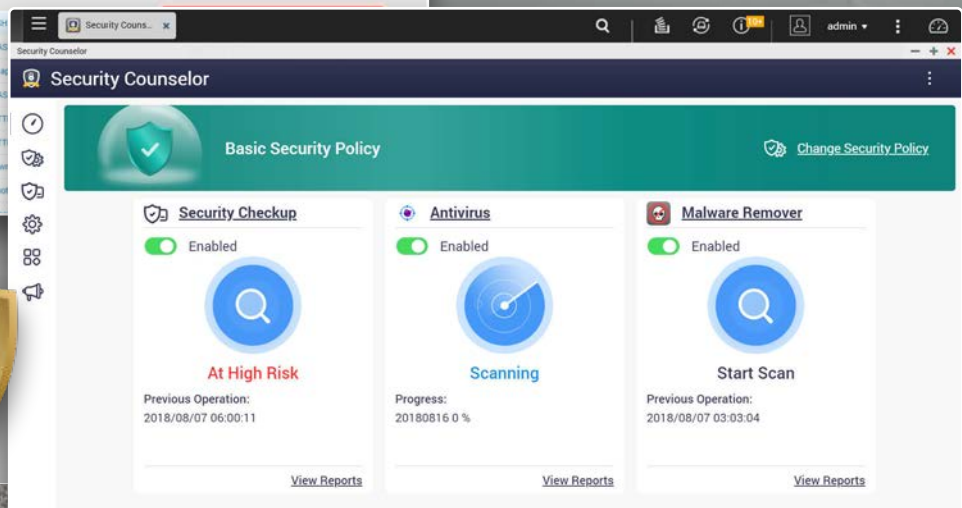 Security Couns..
10+
admin
Security Counselor
Security Counselor
Basic Security Policy
Change Security Policy
Security Checkup
Enabled
At High Risk
Previous Operation:
2018/08/07 06:00:11
View Reports
Antivirus
Enabled
Scanning
Progress:
20180816 0 %
View Reports
Malware Remover
Enabled
Start Scan
Previous Operation:
2018/08/07 03:03:04
View Reports